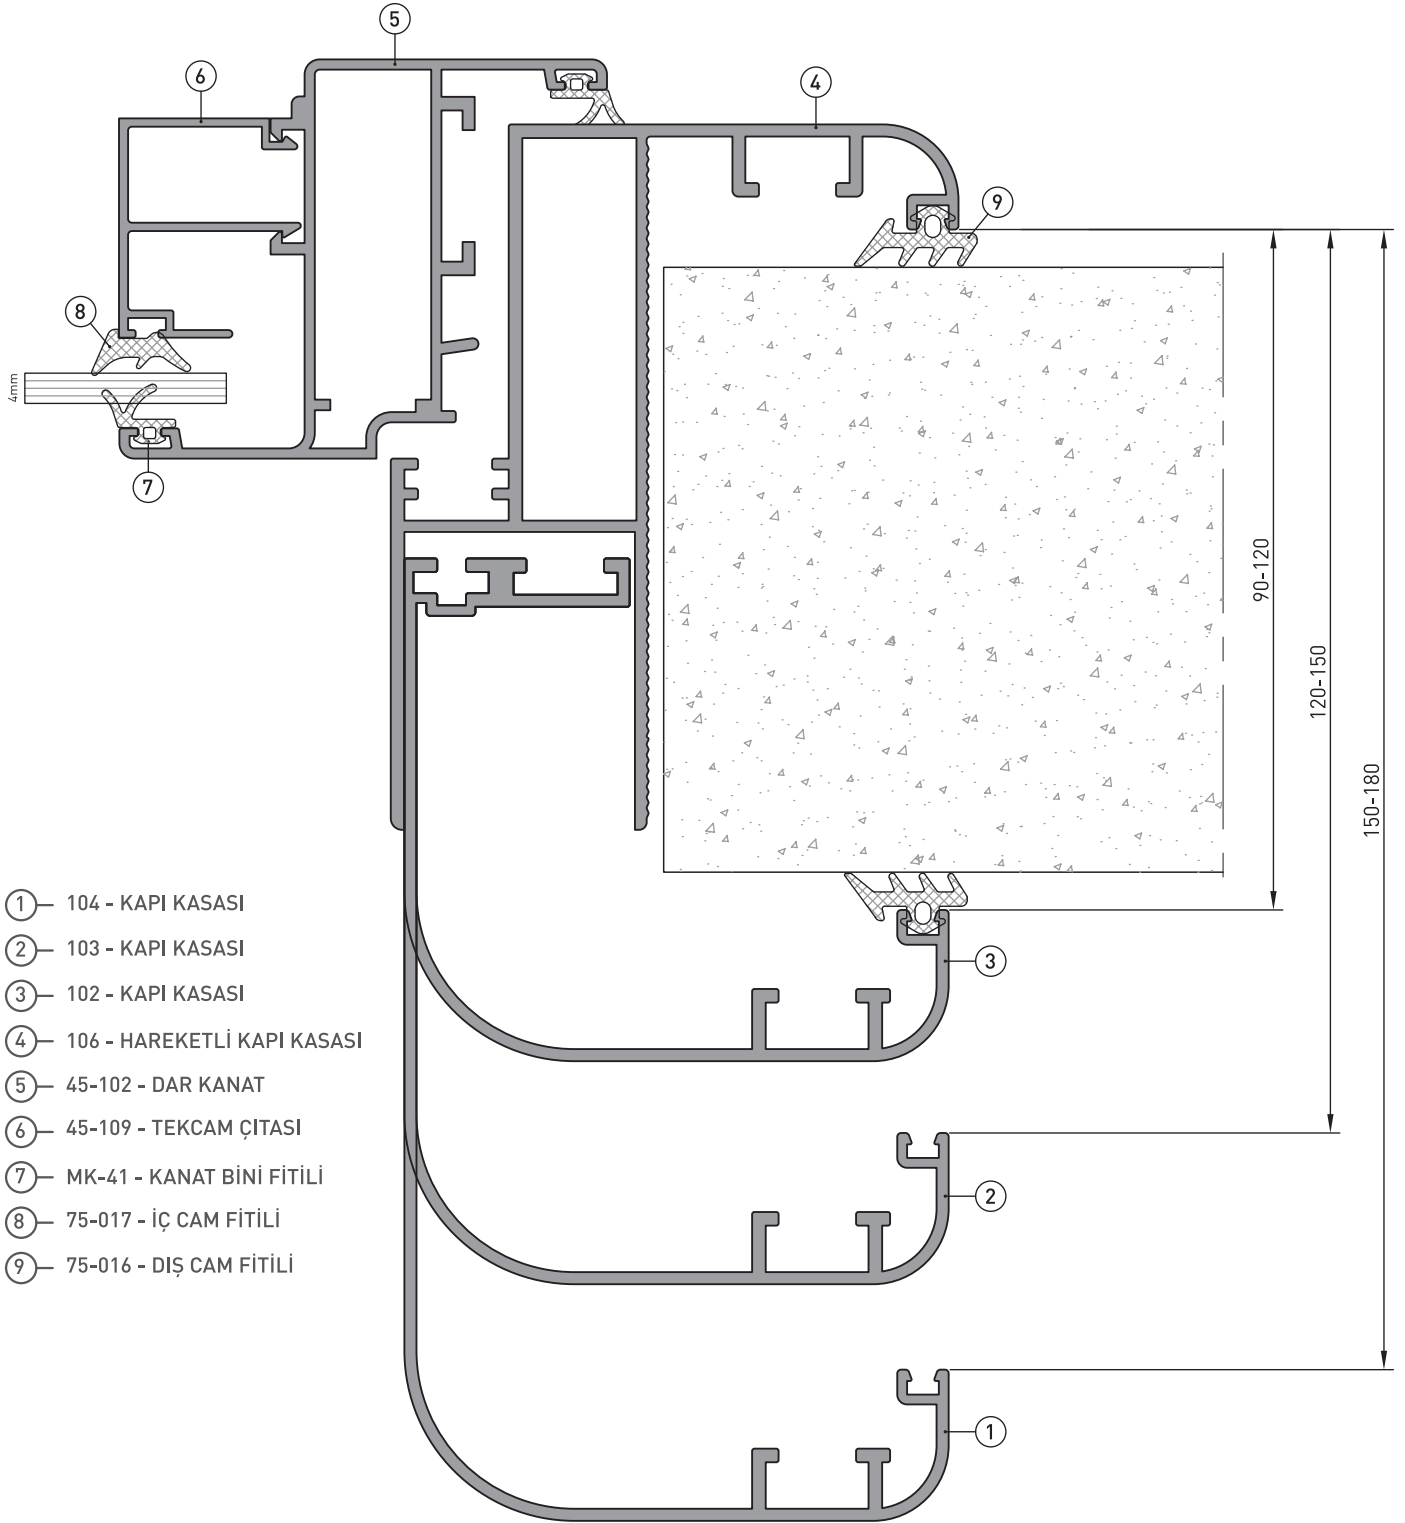 5
6
4
9
8
4mm
7
90-120
120-150
150-180
1 104 - KAPI KASASI
2 103 - KAPI KASASI
3 102 - KAPI KASASI
4 106 - HAREKETLİ KAPI KASASI
5 45-102 - DAR KANAT
6 45-109 - TEKCAM ÇITASI
7 MK-41 - KANAT BİNİ FİTİLİ
8 75-017 - İÇ CAM FİTİLİ
9 75-016 - DIŞ CAM FİTİLİ
3
2
1